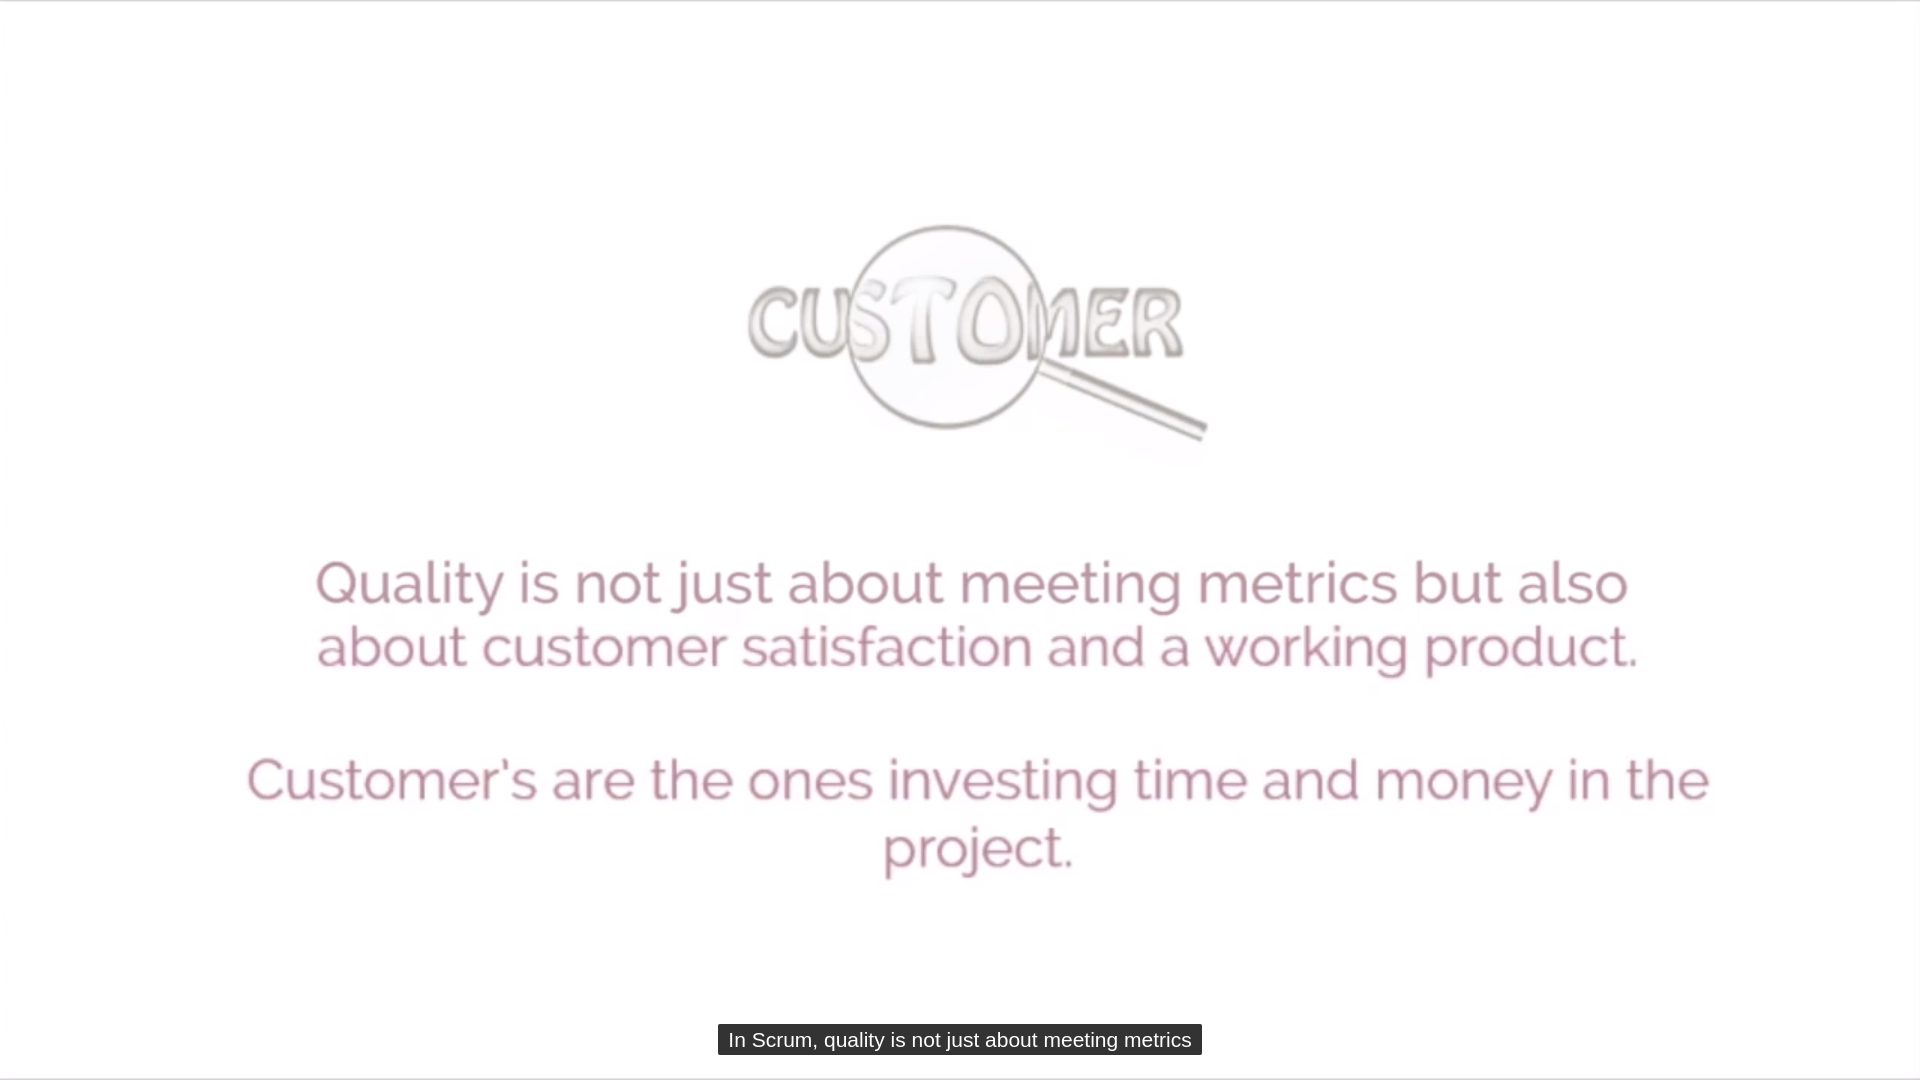 CUSTOMER
Quality is not just about meeting metrics but also
about customer satisfaction and a working product.
Customer's are the ones investing time and money in the
project.
In Scrum, quality is not just about meeting metrics